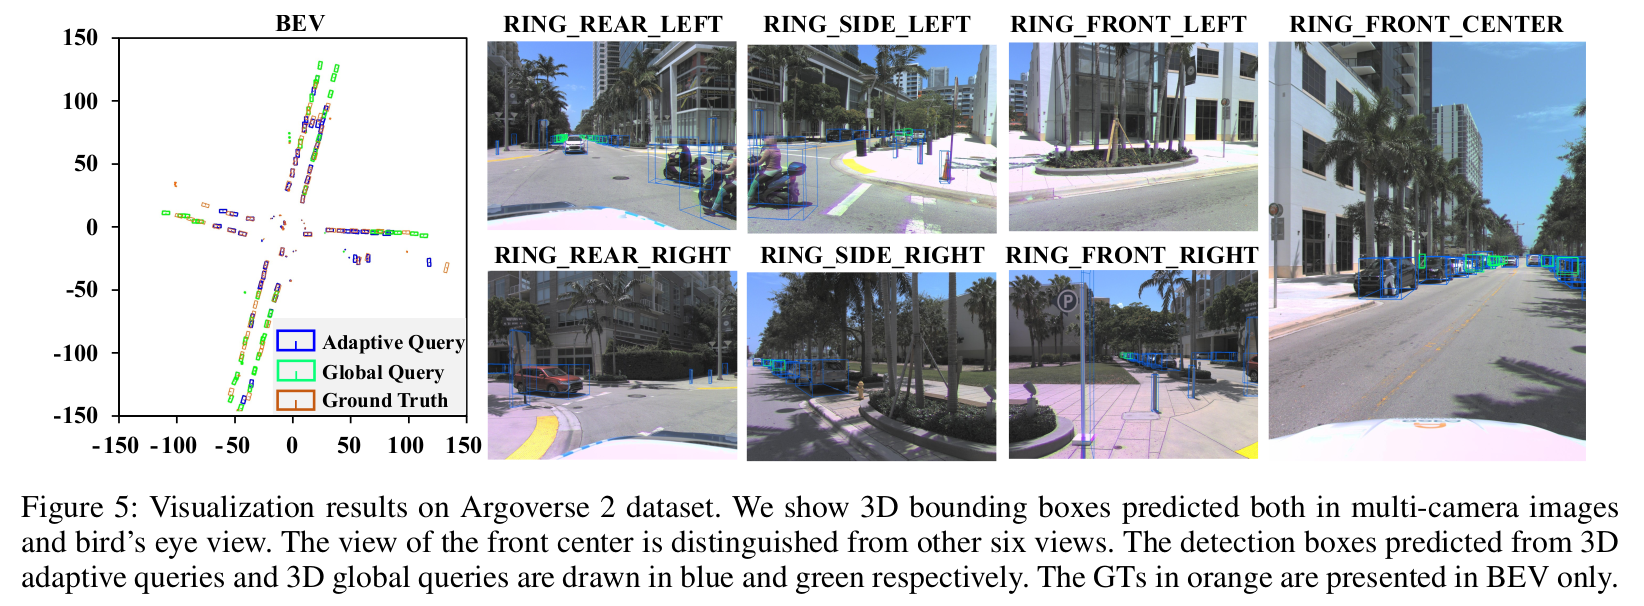 BEV
RING_REAR_LEFT
RING_SIDE_LEFT
RING_FRONT_LEFT
RING_FRONT_CENTER
150
100
50
0
-50
-100
-150
Adaptive Query
Global Query
Ground Truth
-150 -100 -50 0 50 100 150
RING_REAR_RIGHT
RING_SIDE_RIGHT
RING_FRONT_RIGHT
P
Figure 5: Visualization results on Argoverse 2 dataset. We show 3D bounding boxes predicted both in multi-camera images
and bird's eye view. The view of the front center is distinguished from other six views. The detection boxes predicted from 3D
adaptive queries and 3D global queries are drawn in blue and green respectively. The GTs in orange are presented in BEV only.